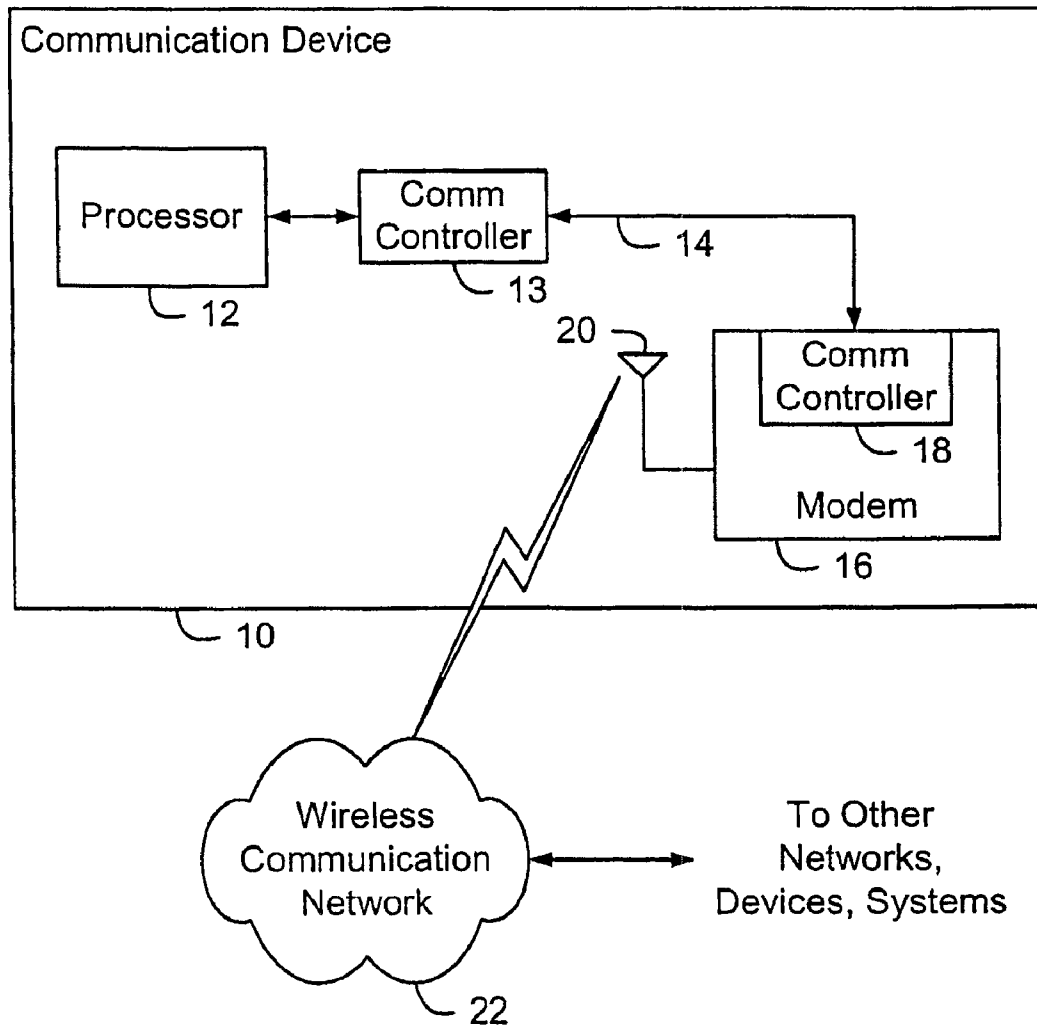 Communication Device
Processor
12
Comm
Controller
13
14
20
Comm
Controller
18
Modem
16
10
Wireless
Communication
Network
22
To Other
Networks,
Devices, Systems